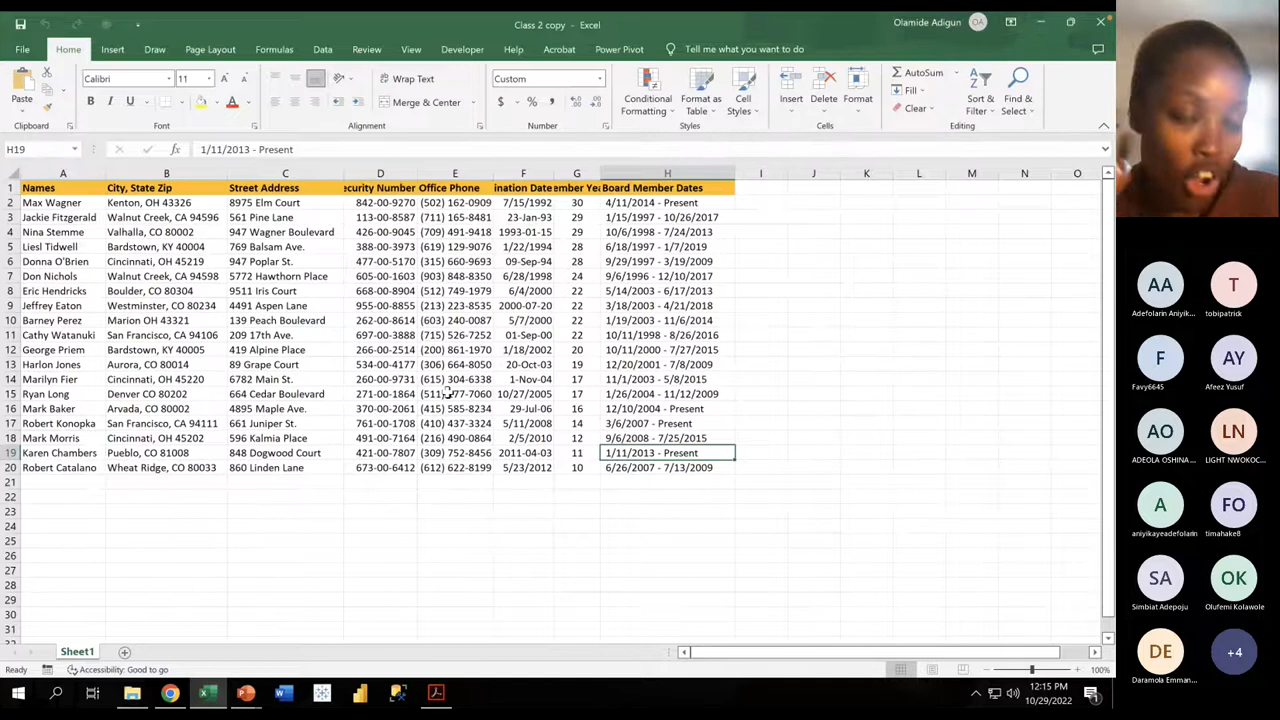 Class 2 copy - Excel
Olamide Adigun OA
File Home Insert Draw Page Layout Formulas Data Review View Developer Help Acrobat Power Pivot Tell me what you want to do
Paste Calibri 11 B I U Wrap Text Merge & Center Custom $ % Conditional Formatting Format as Table Cell Styles Insert Delete Format AutoSum Fill Clear Sort & Filter Find & Select
Clipboard Font Alignment Number Styles Cells Editing
H19 fx 1/11/2013 - Present
A B C D E F G H I J K L M N O
1 Names City, State Zip Street Address ecurity Number Office Phone ination Date ember Yea Board Member Dates
2 Max Wagner Kenton, OH 43326 8975 Elm Court 842-00-9270 (502) 162-0909 7/15/1992 30 4/11/2014 - Present
3 Jackie Fitzgerald Walnut Creek, CA 94596 561 Pine Lane 113-00-8587 (711) 165-8481 23-Jan-93 29 1/15/1997 - 10/26/2017
4 Nina Stemme Valhalla, CO 80002 947 Wagner Boulevard 426-00-9045 (709) 491-9418 1993-01-15 29 10/6/1998 - 7/24/2013
5 Liesl Tidwell Bardstown, KY 40004 769 Balsam Ave. 388-00-3973 (619) 129-9076 1/22/1994 28 6/18/1997 - 1/7/2019
6 Donna O'Brien Cincinnati, OH 45219 947 Poplar St. 477-00-5170 (315) 660-9693 09-Sep-94 28 9/29/1997 - 3/19/2009
7 Don Nichols Walnut Creek, CA 94598 5772 Hawthorn Place 605-00-1603 (903) 848-8350 6/28/1998 24 9/6/1996 - 12/10/2017
8 Eric Hendricks Boulder, CO 80304 9511 Iris Court 668-00-8904 (512) 749-1979 6/4/2000 22 5/14/2003 - 6/17/2013
9 Jeffrey Eaton Westminster, CO 80234 4491 Aspen Lane 955-00-8855 (213) 223-8535 2000-07-20 22 3/18/2003 - 4/21/2018
10 Barney Perez Marion OH 43321 139 Peach Boulevard 262-00-8614 (603) 240-0087 5/7/2000 22 1/19/2003 - 11/6/2014
11 Cathy Watanuki San Francisco, CA 94106 209 17th Ave. 697-00-3888 (715) 526-7252 01-Sep-00 22 10/11/1998 - 8/26/2016
12 George Priem Bardstown, KY 40005 419 Alpine Place 266-00-2514 (200) 861-1970 1/18/2002 20 10/11/2000 - 7/27/2015
13 Harlon Jones Aurora, CO 80014 89 Grape Court 534-00-4177 (306) 664-8050 20-Oct-03 19 12/20/2001 - 7/8/2009
14 Marilyn Fier Cincinnati, OH 45220 6782 Main St. 260-00-9731 (615) 304-6338 1-Nov-04 17 11/1/2003 - 5/8/2015
15 Ryan Long Denver CO 80202 664 Cedar Boulevard 271-00-1864 77-7060 10/27/2005 16 1/26/2004 - 11/12/2009
16 Mark Baker Arvada, CO 80002 4895 Maple Ave. 370-00-2061 (415) 585-8234 29-Jul-06 16 12/10/2004 - Present
17 Robert Konopka San Francisco, CA 94111 661 Juniper St. 761-00-1708 (410) 437-3324 5/11/2008 14 3/6/2007 - Present
18 Mark Morris Cincinnati, OH 45202 596 Kalmia Place 491-00-7164 (216) 490-0864 2/5/2010 12 9/6/2008 - 7/25/2015
19 Karen Chambers Pueblo, CO 81008 848 Dogwood Court 421-00-7807 (309) 752-8456 2011-04-03 11 1/11/2013 - Present
20 Robert Catalano Wheat Ridge, CO 80033 860 Linden Lane 673-00-6412 (612) 622-8199 5/23/2012 10 6/26/2007 - 7/13/2009
21
22
23
24
25
26
27
28
29
30
31
Sheet1
Ready Accessibility: Good to go 100%
12:15 PM
10/29/2022
AA T
Adefolarin Aniyik... tobipatrick
F AY
Favy6645 Afeez Yusuf
AO LN
ADEOLA OSHINA... LIGHT NWOKOC...
A FO
aniyikayeadefolarin timahake8
SA OK
Simbiat Adepoju Olufemi Kolawole
DE +4
Daramola Emman...